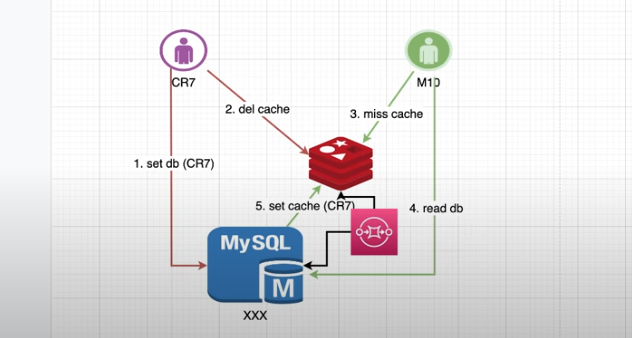 CR7
M10
2. del cache
3. miss cache
1. set db (CR7)
5. set cache (CR7)
4. read db
MySQL
M
XXX